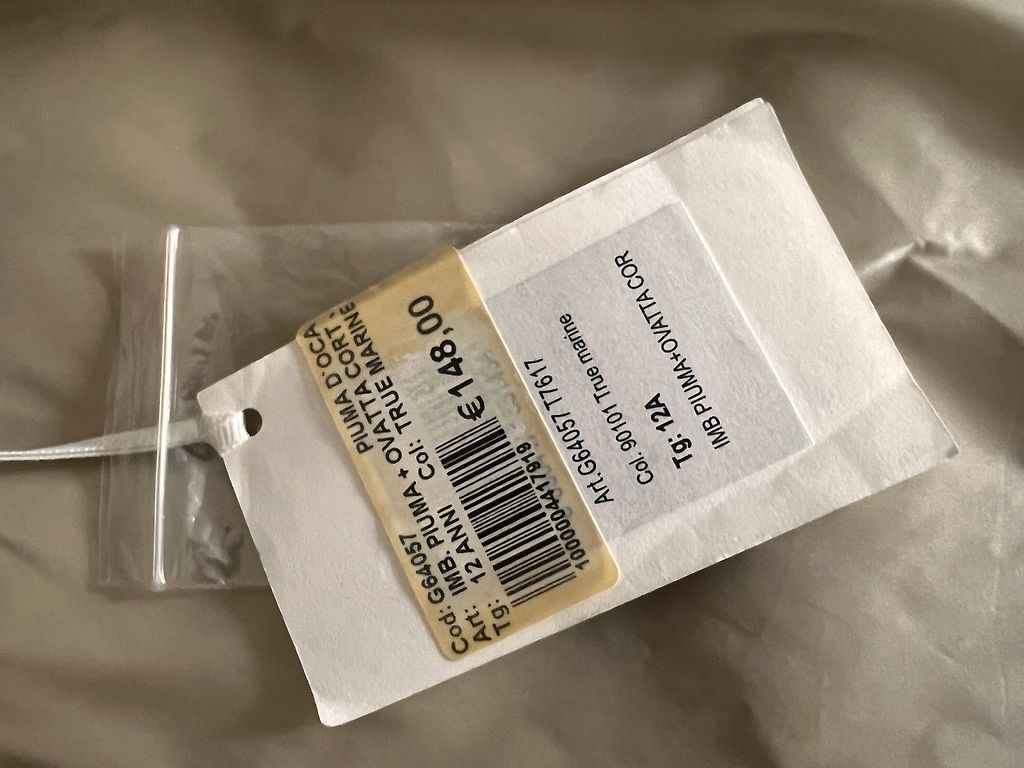 Cod: G64057 PIUMA D'OCA
Art: IMB. PIUMA + OVATTA CORT.
Tg: 12 ANNI Col: TRUE MARINE
€148,00
10000004417919
Art.G64057 T7617
Col. 90101 True marine
Tg: 12A
IMB PIUMA+OVATTA COR